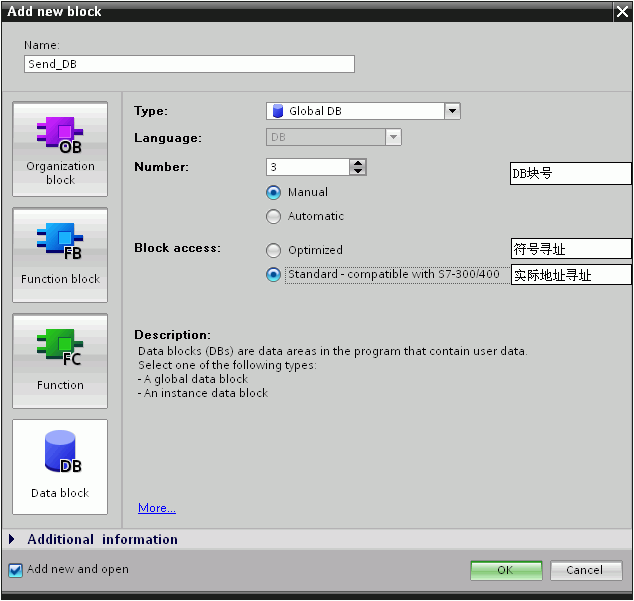 Add new block
Name:
Send_DB
OB
Organization
block
FB
Function block
FC
Function
DB
Data block
Type:
Global DB
Language:
DB
Number:
3
DB块号
Manual
Automatic
Block access:
Optimized
符号寻址
Standard - compatible with S7-300/400
实际地址寻址
Description:
Data blocks (DBs) are data areas in the program that contain user data.
Select one of the following types:
- A global data block
- An instance data block
More...
Additional information
Add new and open
OK
Cancel